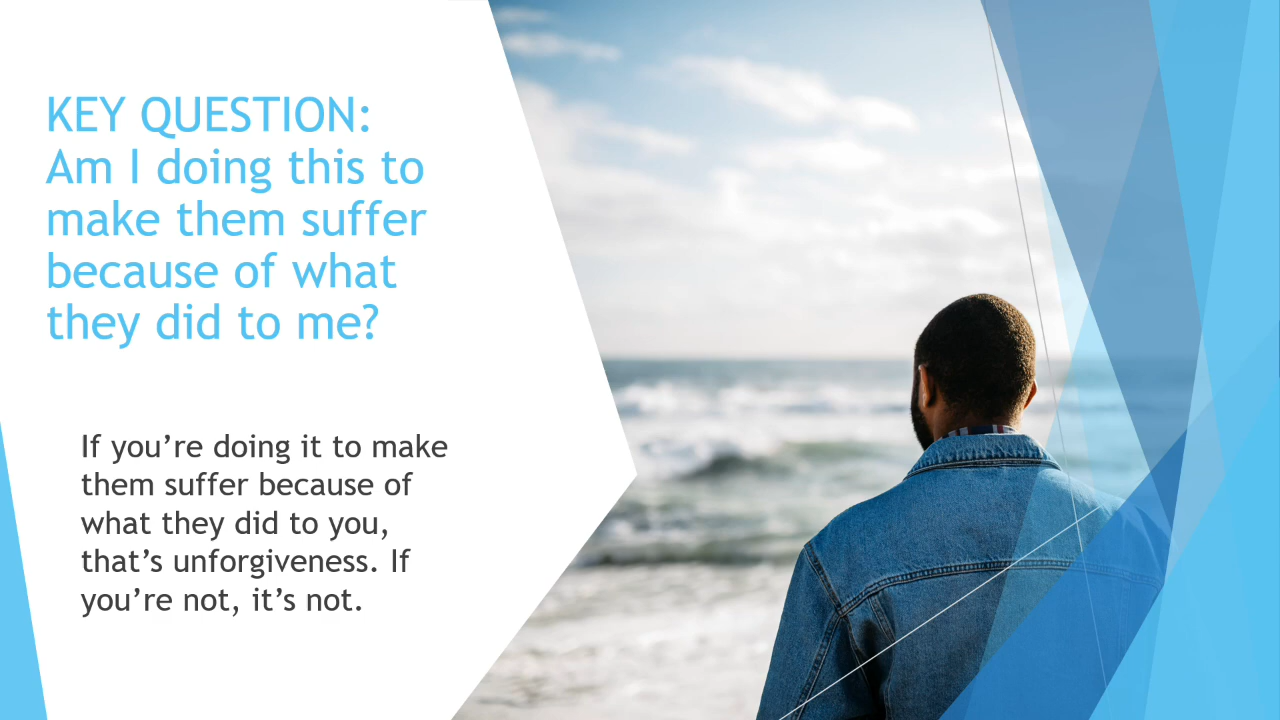 KEY QUESTION:
Am I doing this to
make them suffer
because of what
they did to me?
If you’re doing it to make
them suffer because of
what they did to you,
that’s unforgiveness. If
you’re not, it’s not.